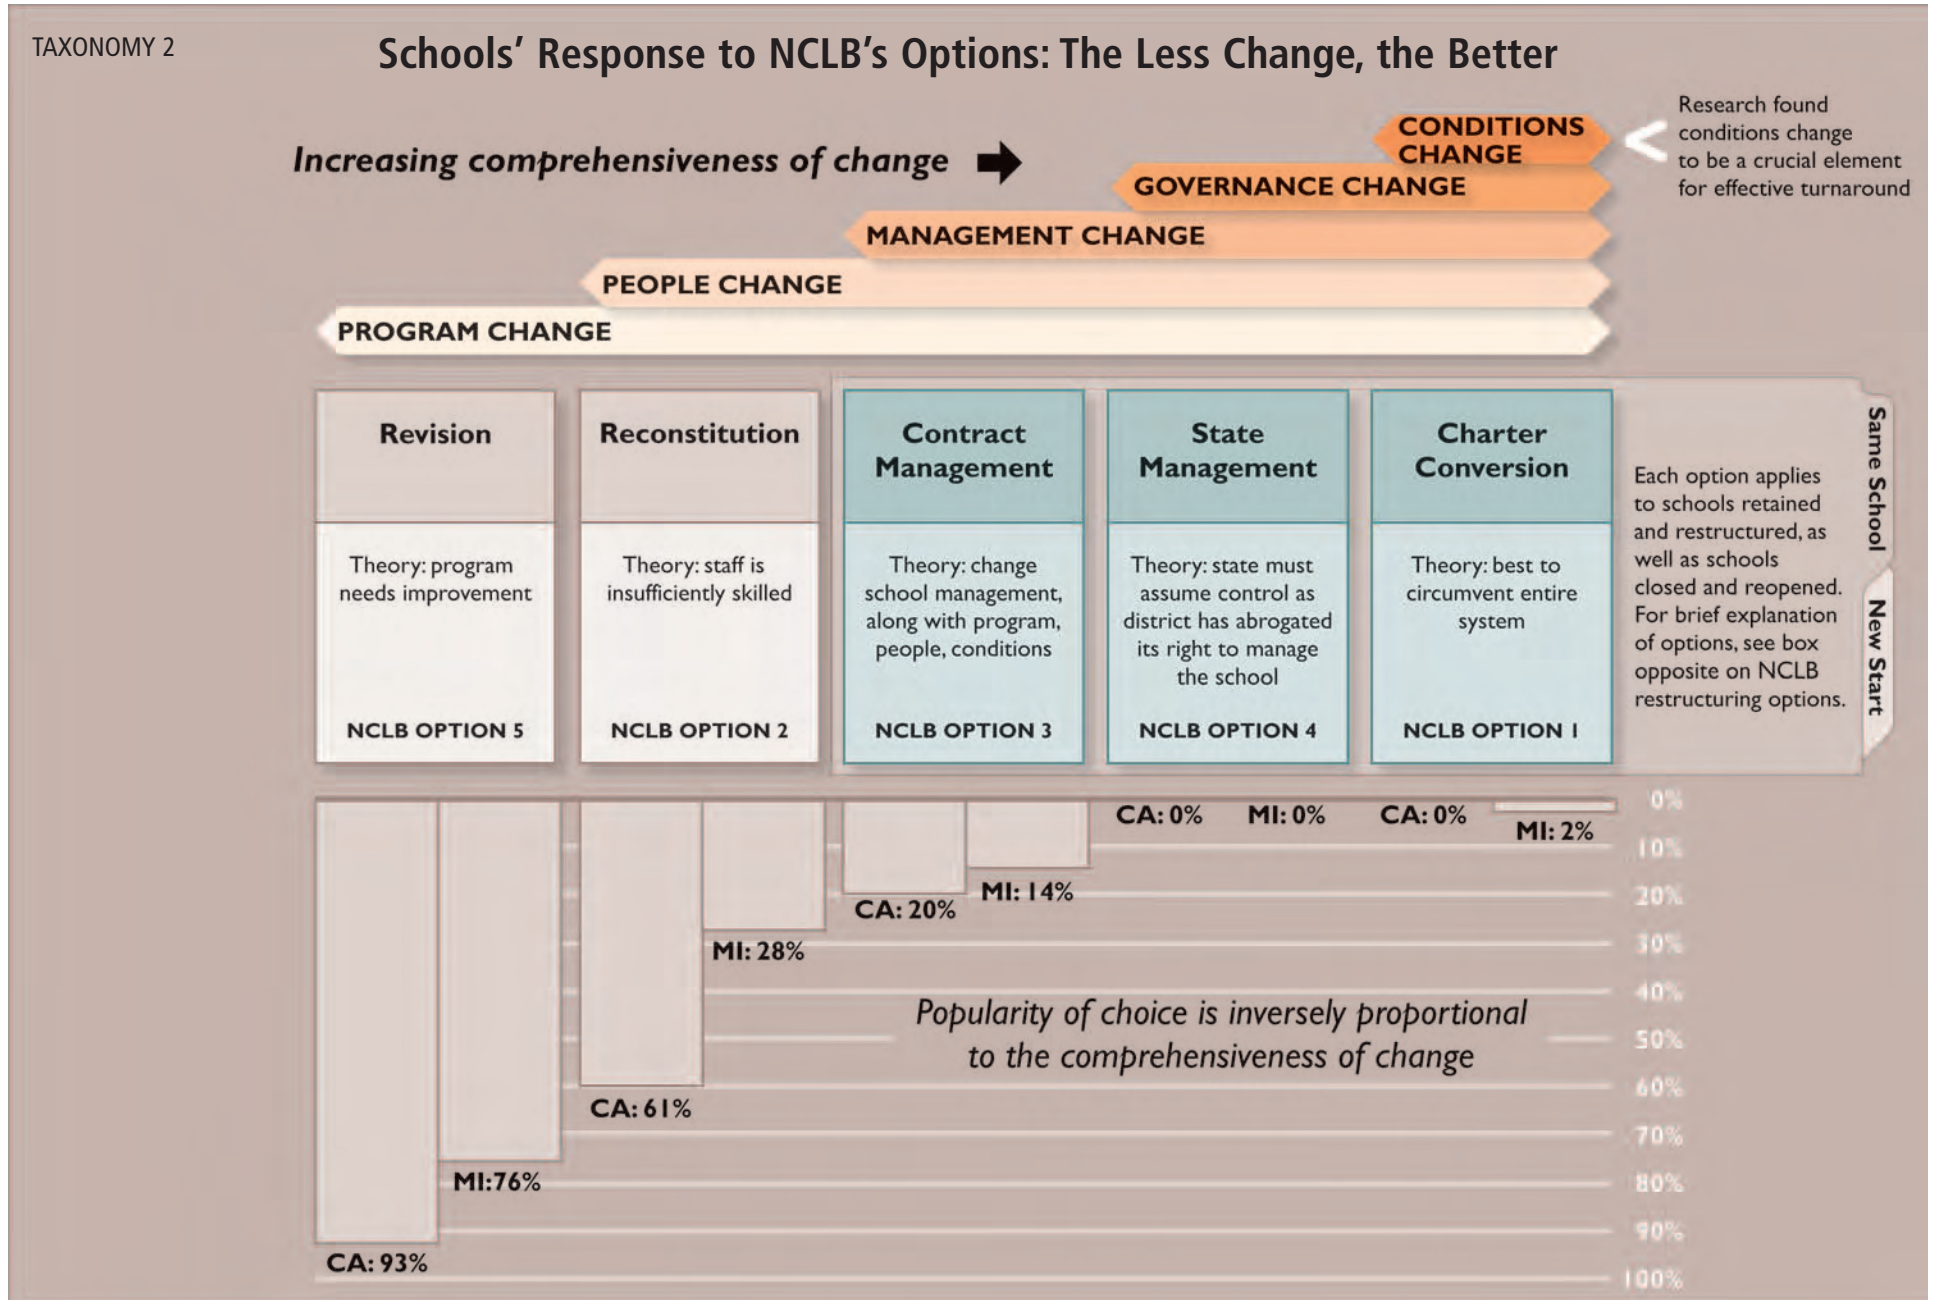 TAXONOMY 2
Schools’ Response to NCLB’s Options: The Less Change, the Better
Increasing comprehensiveness of change
CONDITIONS
CHANGE
Research found
conditions change
to be a crucial element
for effective turnaround
GOVERNANCE CHANGE
MANAGEMENT CHANGE
PEOPLE CHANGE
PROGRAM CHANGE
Revision
Theory: program
needs improvement
NCLB OPTION 5
Reconstitution
Theory: staff is
insufficiently skilled
NCLB OPTION 2
Contract
Management
Theory: change
school management,
along with program,
people, conditions
NCLB OPTION 3
State
Management
Theory: state must
assume control as
district has abrogated
its right to manage
the school
NCLB OPTION 4
Charter
Conversion
Theory: best to
circumvent entire
system
NCLB OPTION 1
Each option applies
to schools retained
and restructured, as
well as schools
closed and reopened.
For brief explanation
of options, see box
opposite on NCLB
restructuring options.
Same School
New Start
CA: 93%
MI:76%
CA: 61%
MI: 28%
CA: 20%
MI: 14%
CA: 0%
MI: 0%
CA: 0%
MI: 2%
Popularity of choice is inversely proportional
to the comprehensiveness of change
0%
10%
20%
30%
40%
50%
60%
70%
80%
90%
100%